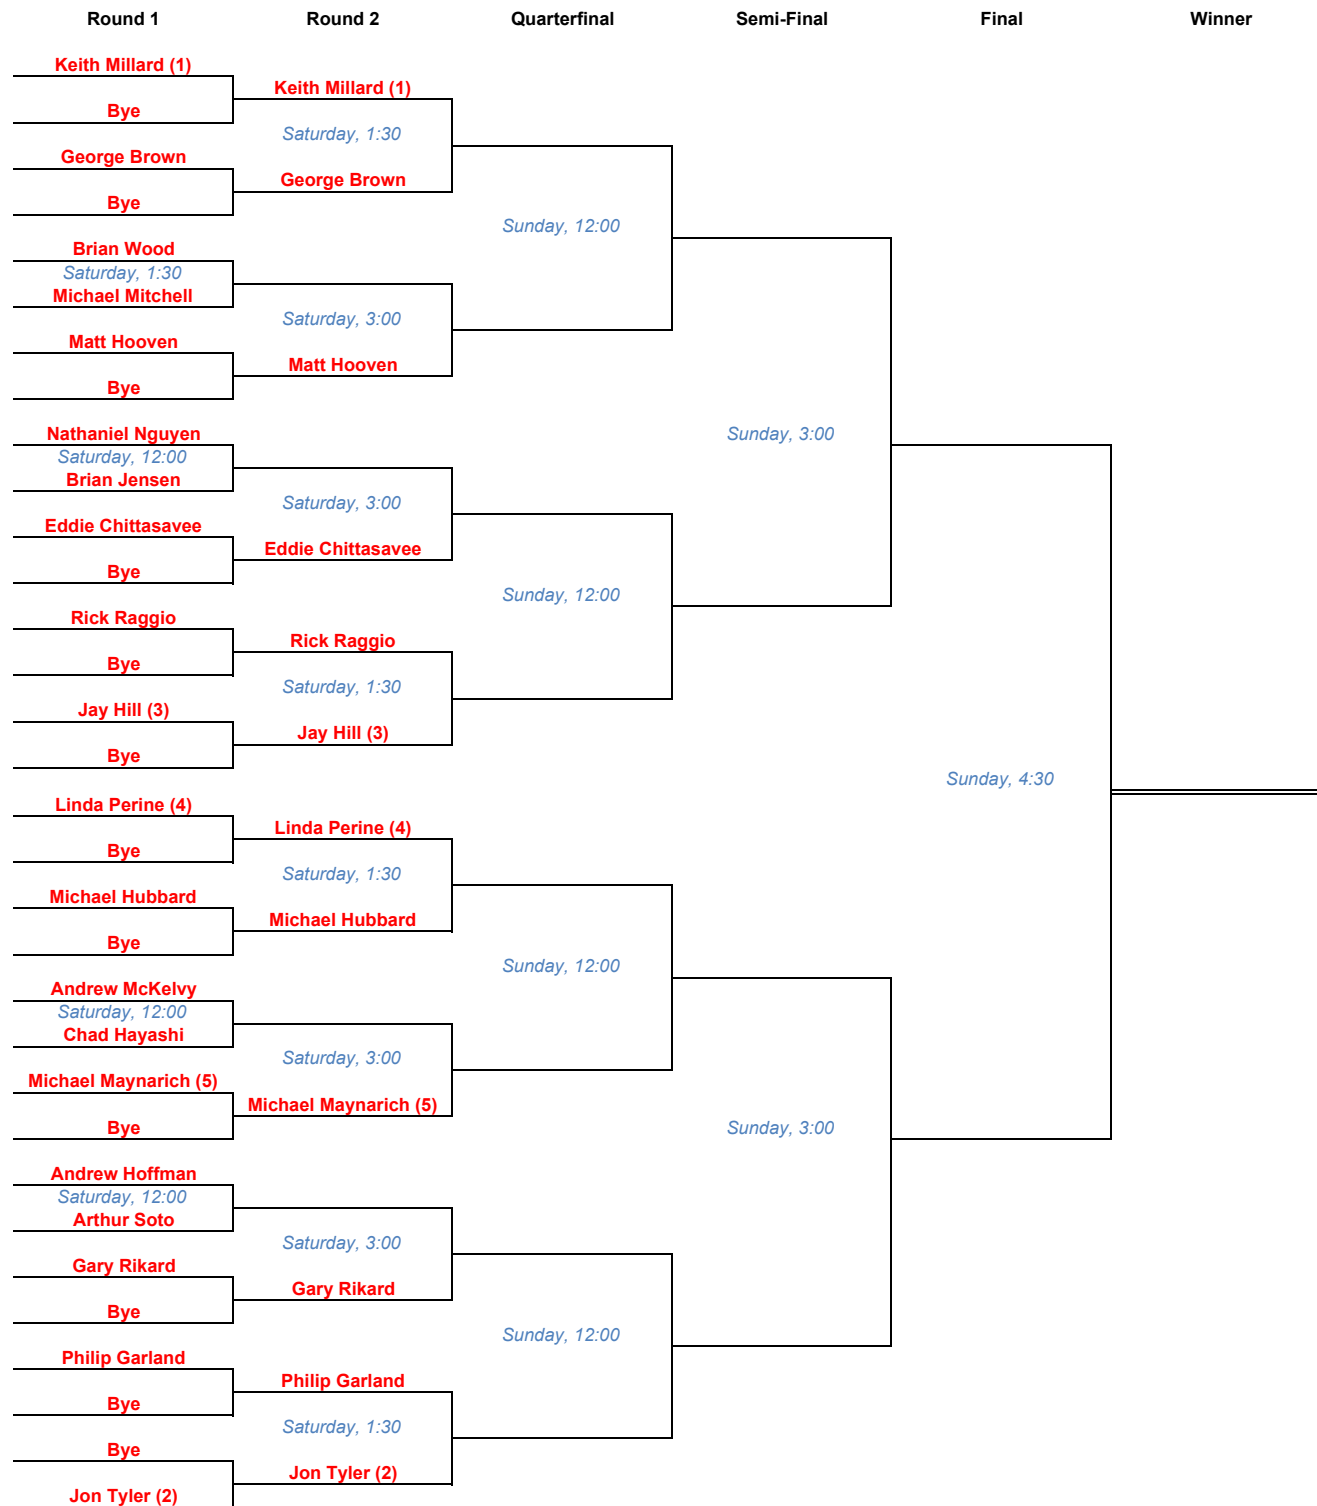 Round 1 Round 2 Quarterfinal Semi-Final Final Winner
Keith Millard (1)
Keith Millard (1)
Bye
Saturday, 1:30
George Brown
George Brown
Bye
Sunday, 12:00
Brian Wood
Saturday, 1:30
Michael Mitchell
Saturday, 3:00
Matt Hooven
Matt Hooven
Bye
Nathaniel Nguyen
Sunday, 3:00
Saturday, 12:00
Brian Jensen
Saturday, 3:00
Eddie Chittasavee
Eddie Chittasavee
Bye
Sunday, 12:00
Rick Raggio
Rick Raggio
Bye
Saturday, 1:30
Jay Hill (3)
Jay Hill (3)
Bye
Sunday, 4:30
Linda Perine (4)
Linda Perine (4)
Bye
Saturday, 1:30
Michael Hubbard
Michael Hubbard
Bye
Sunday, 12:00
Andrew McKelvy
Saturday, 12:00
Chad Hayashi
Saturday, 3:00
Michael Maynarich (5)
Michael Maynarich (5)
Bye
Sunday, 3:00
Andrew Hoffman
Saturday, 12:00
Arthur Soto
Saturday, 3:00
Gary Rikard
Gary Rikard
Bye
Sunday, 12:00
Philip Garland
Philip Garland
Bye
Saturday, 1:30
Bye
Jon Tyler (2)
Jon Tyler (2)